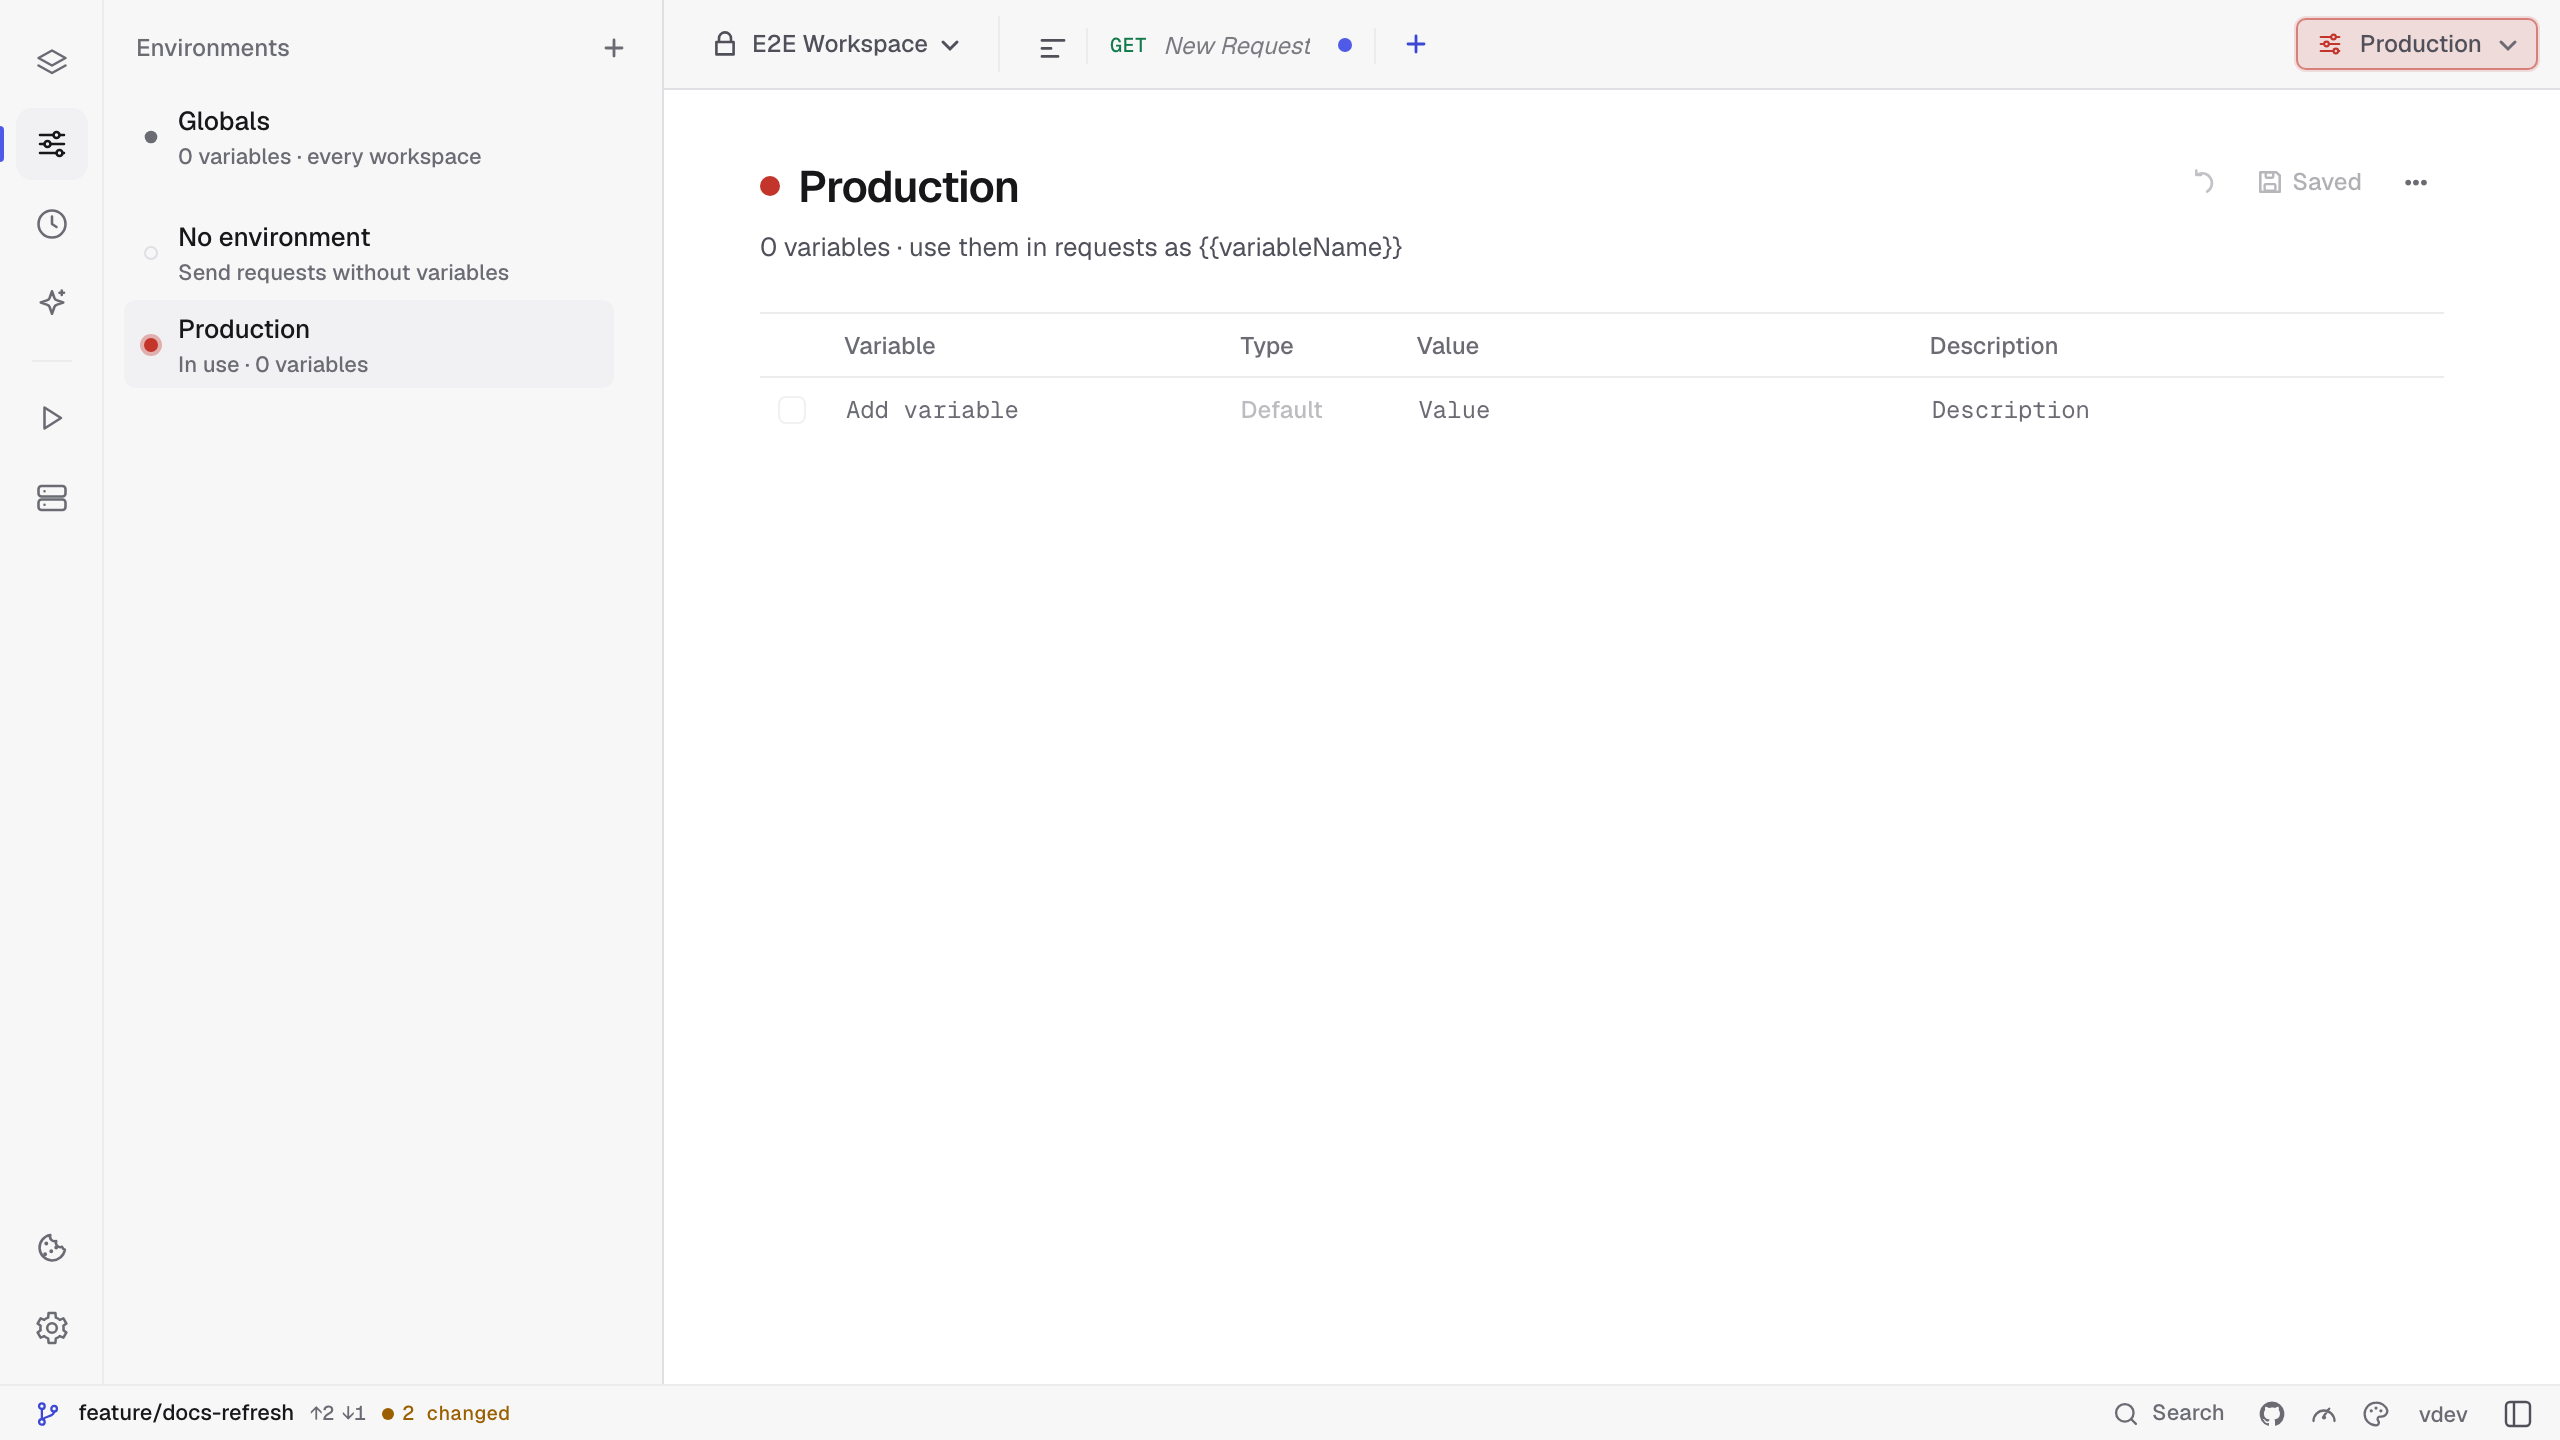 Environments
Globals
0 variables · every workspace
No environment
Send requests without variables
Production
In use · 0 variables
E2E Workspace
GET New Request
Production
Production
Saved
0 variables · use them in requests as {{variableName}}
Variable Type Value Description
Add variable Default Value Description
feature/docs-refresh ↑2 ↓1 2 changed
Search
vdev